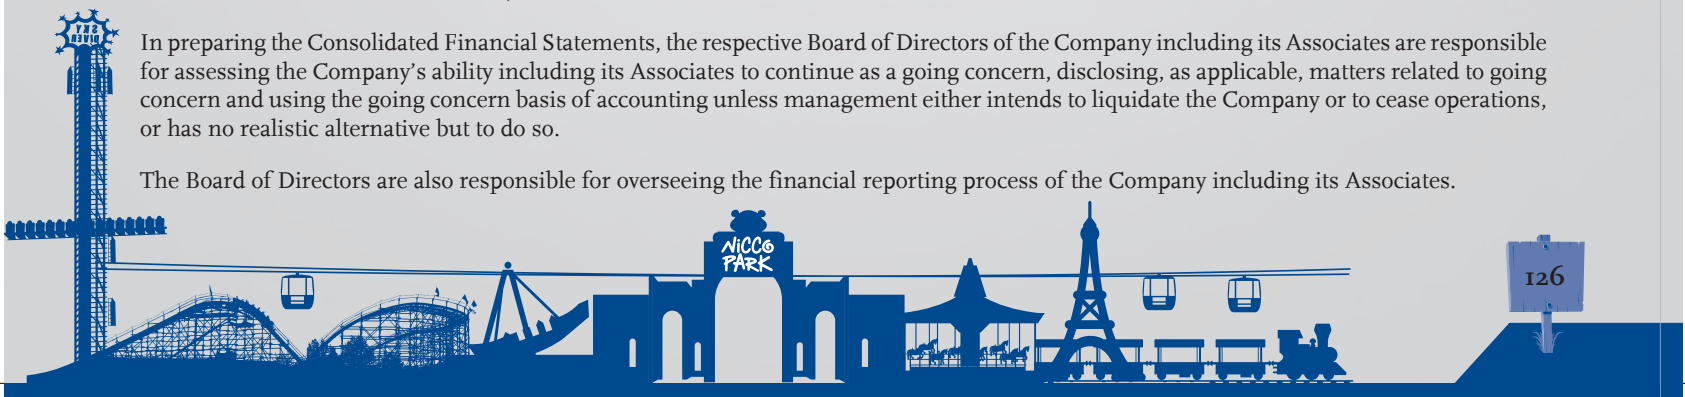 SKY
DIVER
In preparing the Consolidated Financial Statements, the respective Board of Directors of the Company including its Associates are responsible
for assessing the Company’s ability including its Associates to continue as a going concern, disclosing, as applicable, matters related to going
concern and using the going concern basis of accounting unless management either intends to liquidate the Company or to cease operations,
or has no realistic alternative but to do so.
The Board of Directors are also responsible for overseeing the financial reporting process of the Company including its Associates.
NiCCO
PARK
126